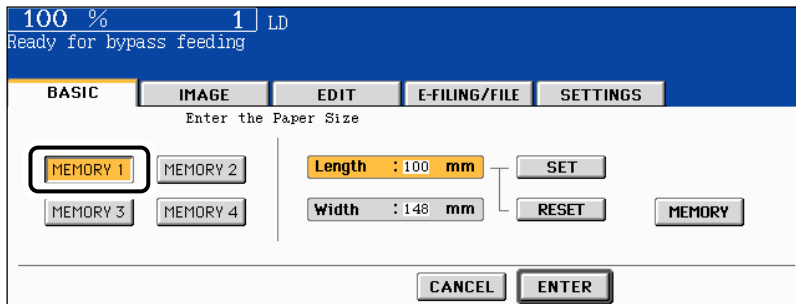 100 % 1 LD
Ready for bypass feeding
BASIC IMAGE EDIT E-FILING/FILE SETTINGS
Enter the Paper Size
MEMORY 1 MEMORY 2 Length : 100 mm SET
MEMORY 3 MEMORY 4 Width : 148 mm RESET MEMORY
CANCEL ENTER